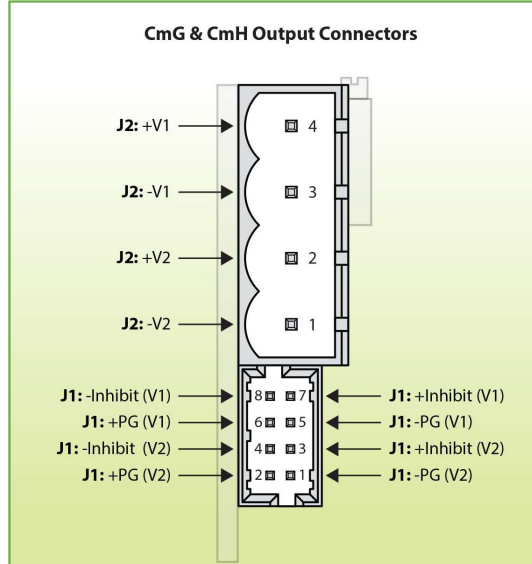 CmG & CmH Output Connectors
J2: +V1
4
J2: -V1
3
J2: +V2
2
J2: -V2
1
J1: -Inhibit (V1) 8 7 J1: +Inhibit (V1)
J1: +PG (V1) 6 5 J1: -PG (V1)
J1: -Inhibit (V2) 4 3 J1: +Inhibit (V2)
J1: +PG (V2) 2 1 J1: -PG (V2)